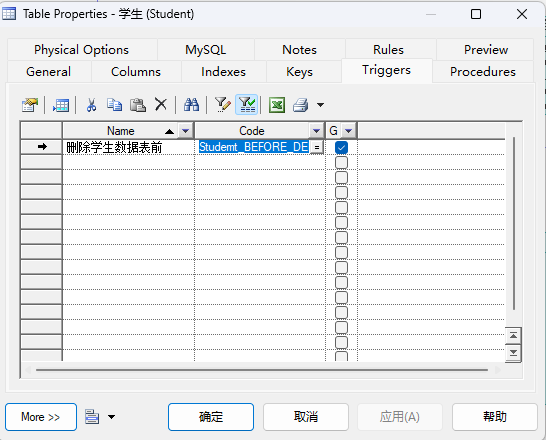 Table Properties - 学生 (Student)
Physical Options MySQL Notes Rules Preview
General Columns Indexes Keys Triggers Procedures
Name Code G
删除学生数据表前 Studemt_BEFORE_DE =
More >> 确定 取消 应用(A) 帮助